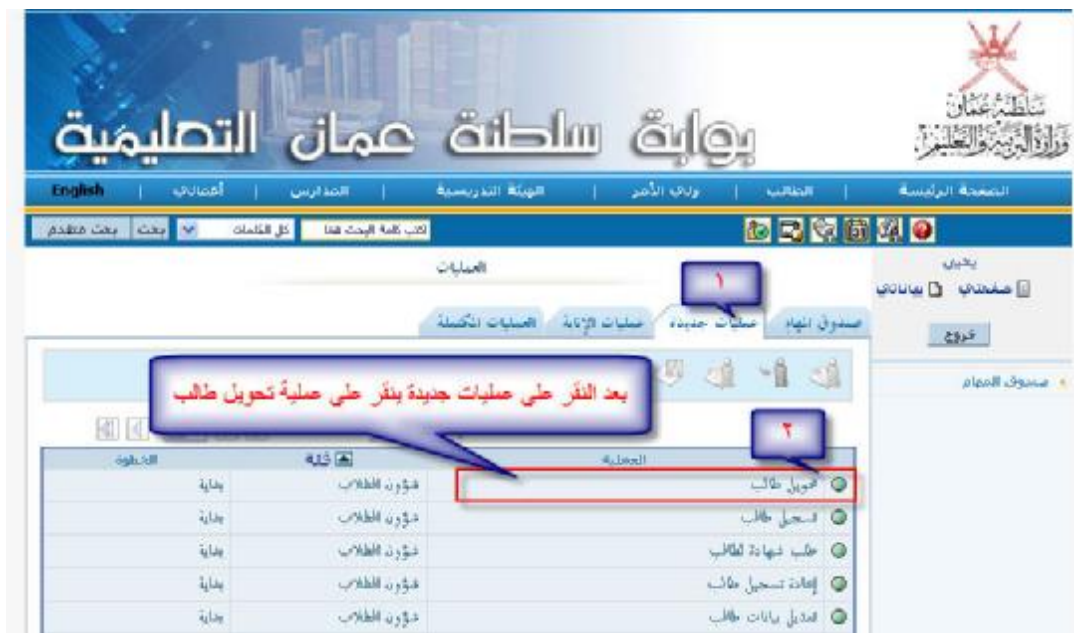 سلطنة عمان
وزارة التربية والتعليم
بوابة سلطنة عمان التعليمية
الصفحة الرئيسة | الطالب | ولي الأمر | الهيئة التدريسية | المدارس | أعمالي | English
اكتب كلمة البحث هنا كل الكلمات بحث بحث متقدم
يحيى
صفحتي بياناتي
خروج
صندوق المهام
العمليات
١
صندوق المهام عمليات جديدة عمليات الإنابة العمليات المكتملة
بعد النقر على عمليات جديدة ينقر على عملية تحويل طالب
٢
العملية فئة الخطوة
تحويل طالب شؤون الطلاب بداية
تسجيل طالب شؤون الطلاب بداية
طلب شهادة لطالب شؤون الطلاب بداية
إعادة تسجيل طالب شؤون الطلاب بداية
تعديل بيانات طالب شؤون الطلاب بداية